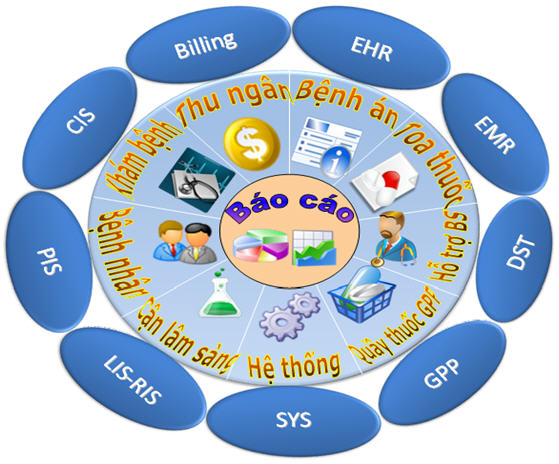 Billing
EHR
EMR
DST
GPP
SYS
LIS-RIS
PIS
CIS
Thu ngân
Bệnh án
Toa thuốc
Hỗ trợ BS
Quầy thuốc GPP
Hệ thống
Cận lâm sàng
Bệnh nhân
Khám bệnh
Báo cáo